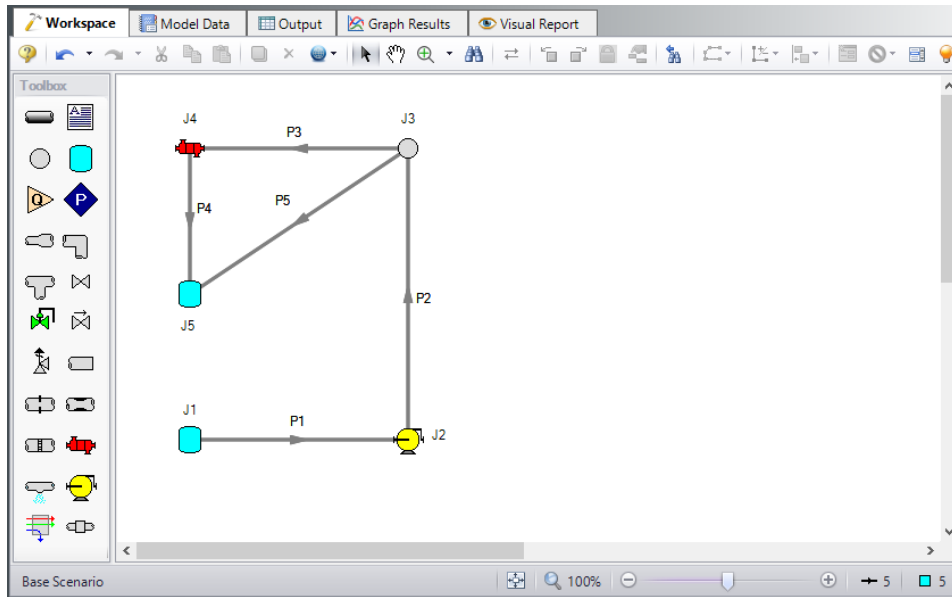 Workspace Model Data Output Graph Results Visual Report
Toolbox
A
Q P
J4 P3 J3
P4 P5
J5 P2
J1 P1 J2
Base Scenario 100% 5 5